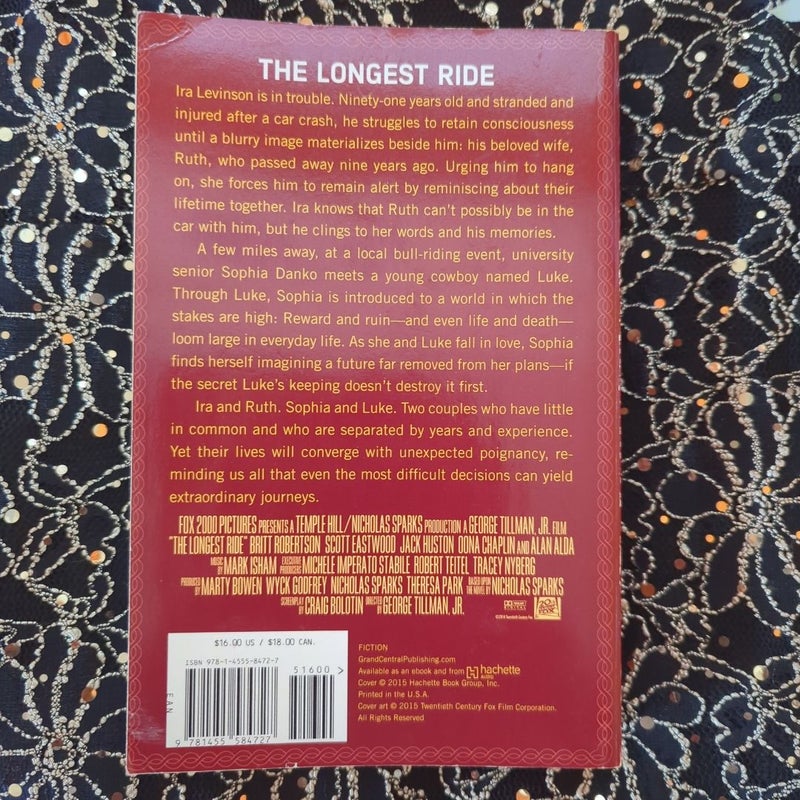 THE LONGEST RIDE
Ira Levinson is in trouble. Ninety-one years old and stranded and
injured after a car crash, he struggles to retain consciousness
until a blurry image materializes beside him: his beloved wife,
Ruth, who passed away nine years ago. Urging him to hang
on, she forces him to remain alert by reminiscing about their
lifetime together. Ira knows that Ruth can't possibly be in the
car with him, but he clings to her words and his memories.
A few miles away, at a local bull-riding event, university
senior Sophia Danko meets a young cowboy named Luke.
Through Luke, Sophia is introduced to a world in which the
stakes are high: Reward and ruin—and even life and death—
loom large in everyday life. As she and Luke fall in love, Sophia
finds herself imagining a future far removed from her plans—if
the secret Luke's keeping doesn't destroy it first.
Ira and Ruth. Sophia and Luke. Two couples who have little
in common and who are separated by years and experience.
Yet their lives will converge with unexpected poignancy, re-
minding us all that even the most difficult decisions can yield
extraordinary journeys.
FOX 2000 PICTURES PRESENTS A TEMPLE HILL/NICHOLAS SPARKS PRODUCTION A GEORGE TILLMAN, JR. FILM
"THE LONGEST RIDE" BRITT ROBERTSON SCOTT EASTWOOD JACK HUSTON OONA CHAPLIN AND ALAN ALDA
MUSIC BY MARK ISHAM EXECUTIVE PRODUCERS MICHELE IMPERATO STABILE ROBERT TEITEL TRACEY NYBERG
PRODUCED BY MARTY BOWEN WYCK GODFREY NICHOLAS SPARKS THERESA PARK BASED UPON THE NOVEL BY NICHOLAS SPARKS
SCREENPLAY BY CRAIG BOLOTIN DIRECTED BY GEORGE TILLMAN, JR.
$16.00 US / $18.00 CAN.
ISBN 978-1-4555-8472-7
51600 >
EAN
9 781455 584727
FICTION
GrandCentralPublishing.com
Available as an ebook and from hachette AUDIO
Cover © 2015 Hachette Book Group, Inc.
Printed in the U.S.A.
Cover art © 2015 Twentieth Century Fox Film Corporation.
All Rights Reserved